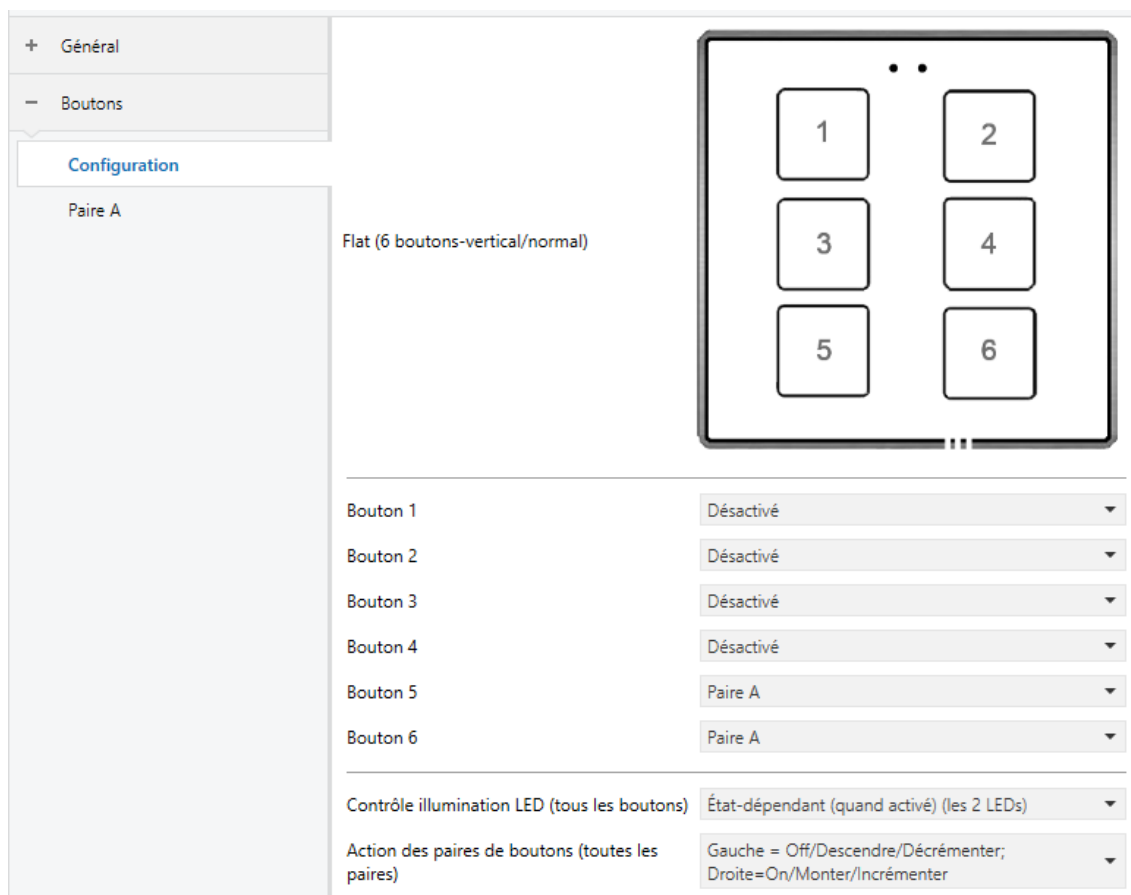 + Général
− Boutons
Configuration
Paire A
Flat (6 boutons-vertical/normal)
1 2
3 4
5 6
Bouton 1 Désactivé
Bouton 2 Désactivé
Bouton 3 Désactivé
Bouton 4 Désactivé
Bouton 5 Paire A
Bouton 6 Paire A
Contrôle illumination LED (tous les boutons) État-dépendant (quand activé) (les 2 LEDs)
Action des paires de boutons (toutes les
paires)
Gauche = Off/Descendre/Décrémenter;
Droite=On/Monter/Incrémenter